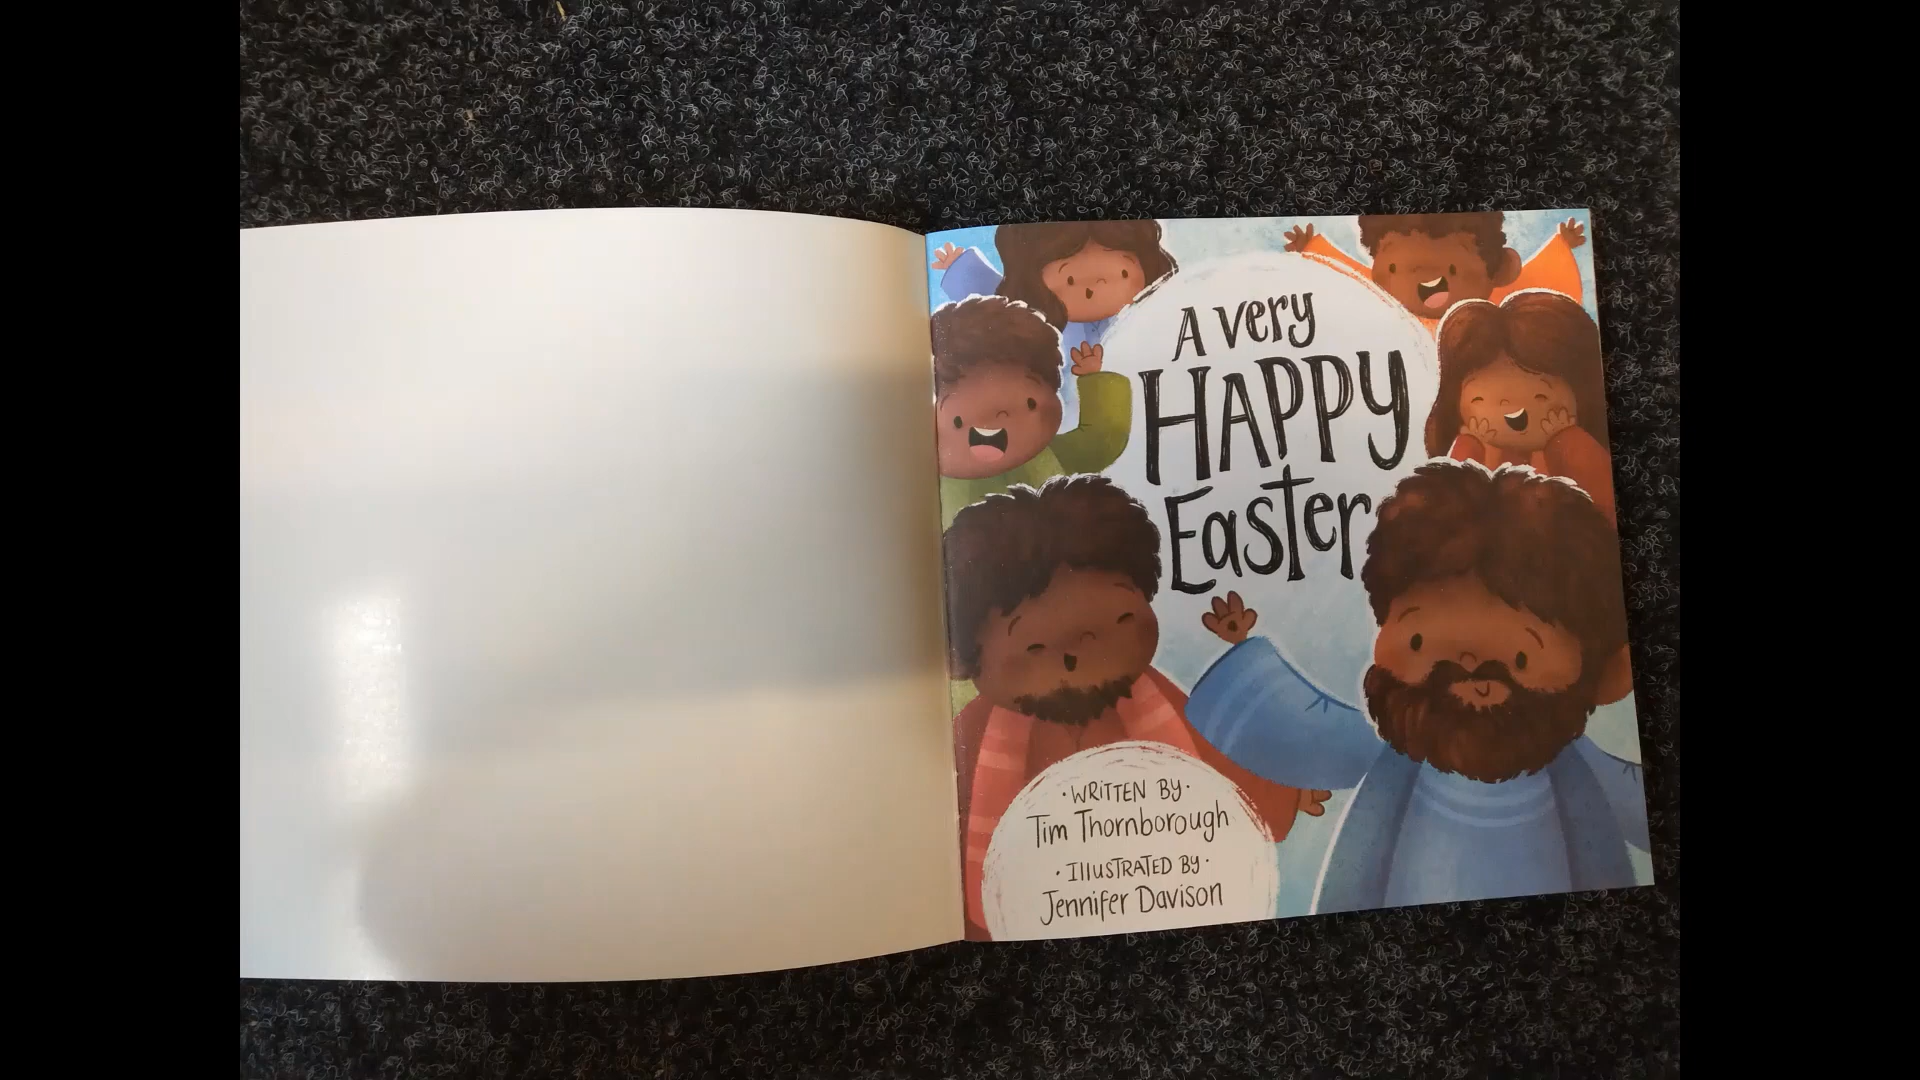 A very
HAPPY
Easter
• WRITTEN BY •
Tim Thornborough
• ILLUSTRATED BY •
Jennifer Davison